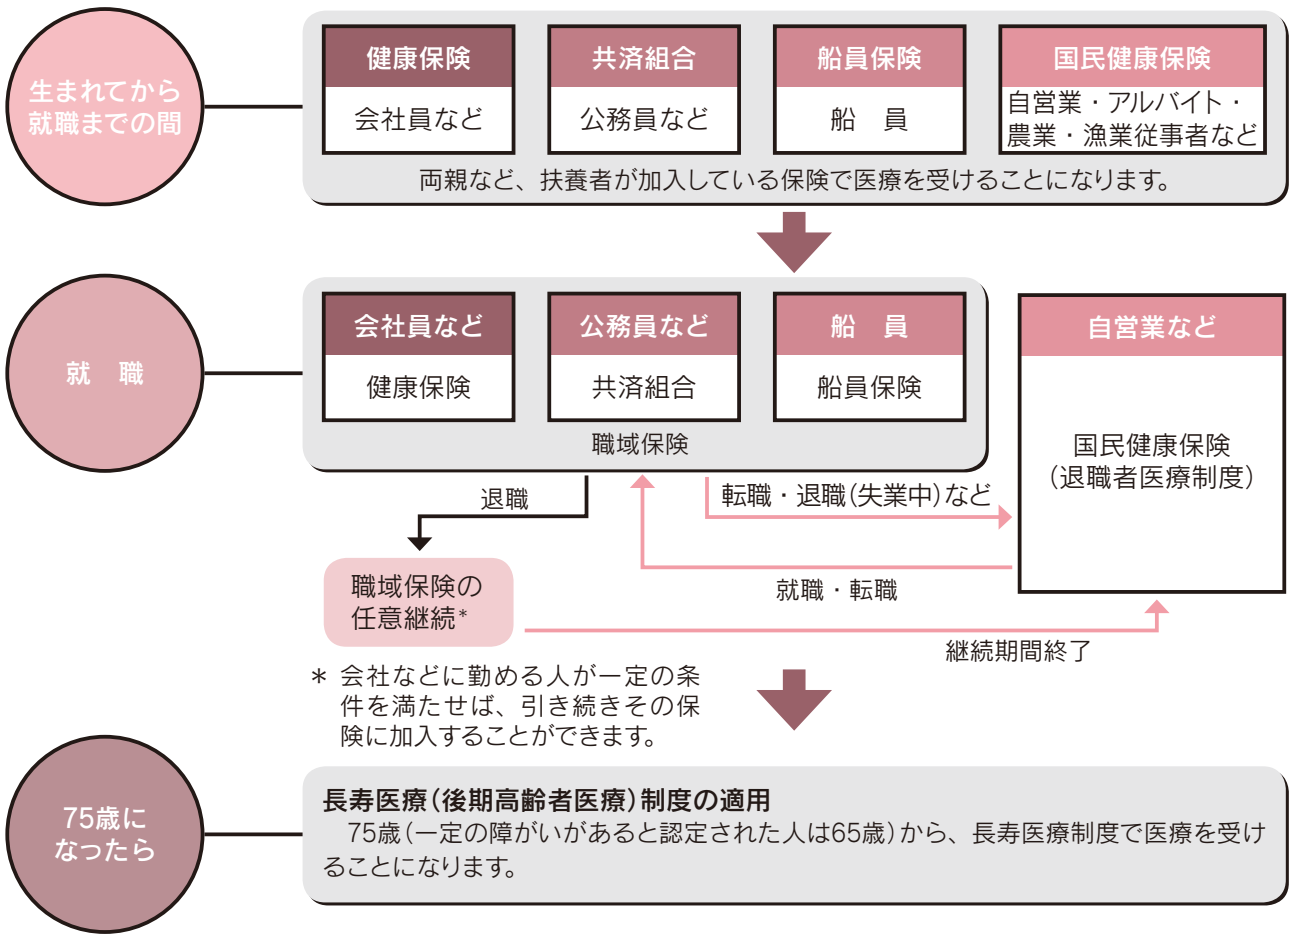 生まれてから
就職までの間
健康保険
会社員など
共済組合
公務員など
船員保険
船　員
国民健康保険
自営業・アルバイト・
農業・漁業従事者など
両親など、扶養者が加入している保険で医療を受けることになります。
就　職
会社員など
健康保険
公務員など
共済組合
船　員
船員保険
職域保険
自営業など
国民健康保険
（退職者医療制度）
退職
転職・退職（失業中）など
就職・転職
職域保険の
任意継続*
継続期間終了
＊ 会社などに勤める人が一定の条
件を満たせば、引き続きその保
険に加入することができます。
75歳に
なったら
長寿医療（後期高齢者医療）制度の適用
　75歳（一定の障がいがあると認定された人は65歳）から、長寿医療制度で医療を受け
ることになります。